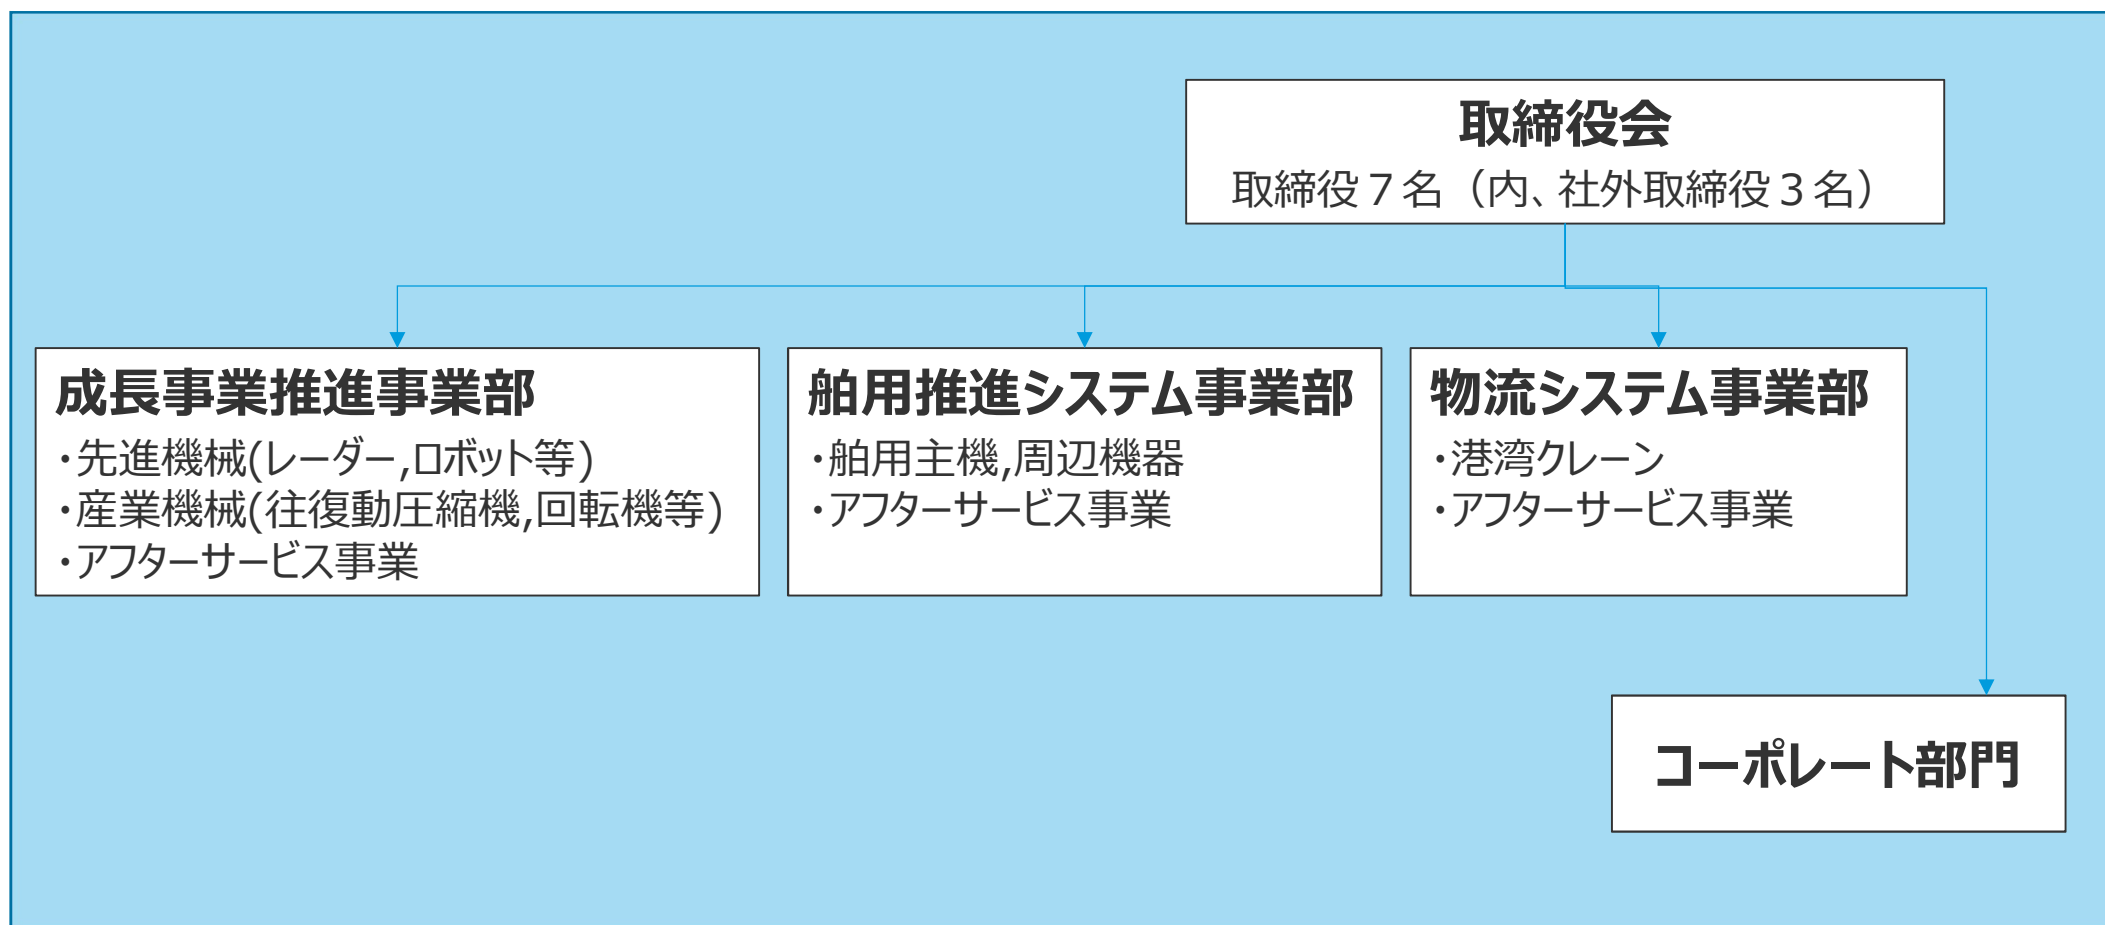 取締役会
取締役７名（内、社外取締役３名）
成長事業推進事業部
・先進機械(レーダー,ロボット等)
・産業機械(往復動圧縮機,回転機等)
・アフターサービス事業
舶用推進システム事業部
・舶用主機,周辺機器
・アフターサービス事業
物流システム事業部
・港湾クレーン
・アフターサービス事業
コーポレート部門